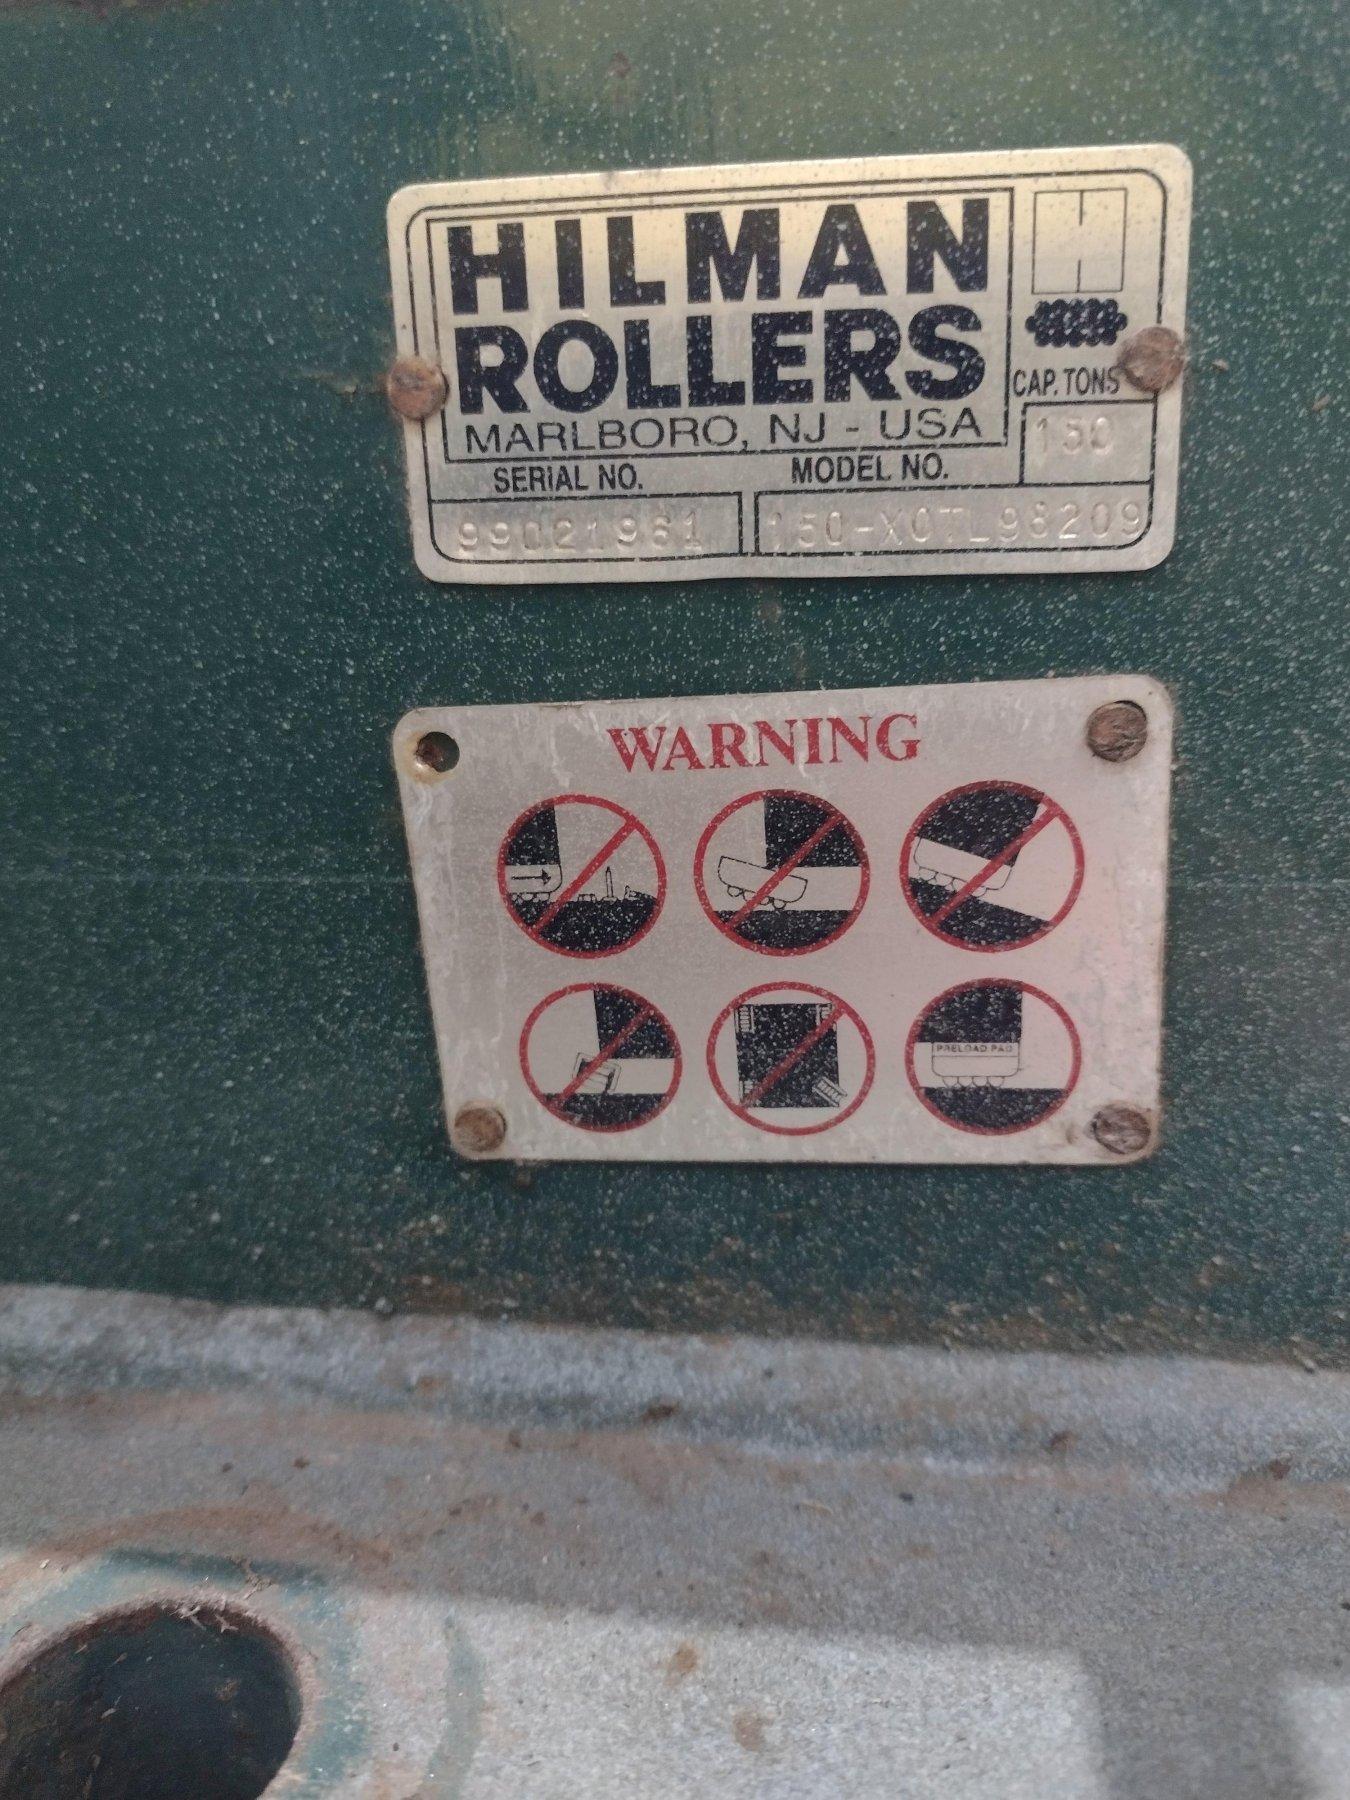 HILMAN
ROLLERS
MARLBORO, NJ - USA
H
CAP. TONS
150
SERIAL NO.
MODEL NO.
99021961
150-XOTL98209
WARNING
PRELOAD PAD